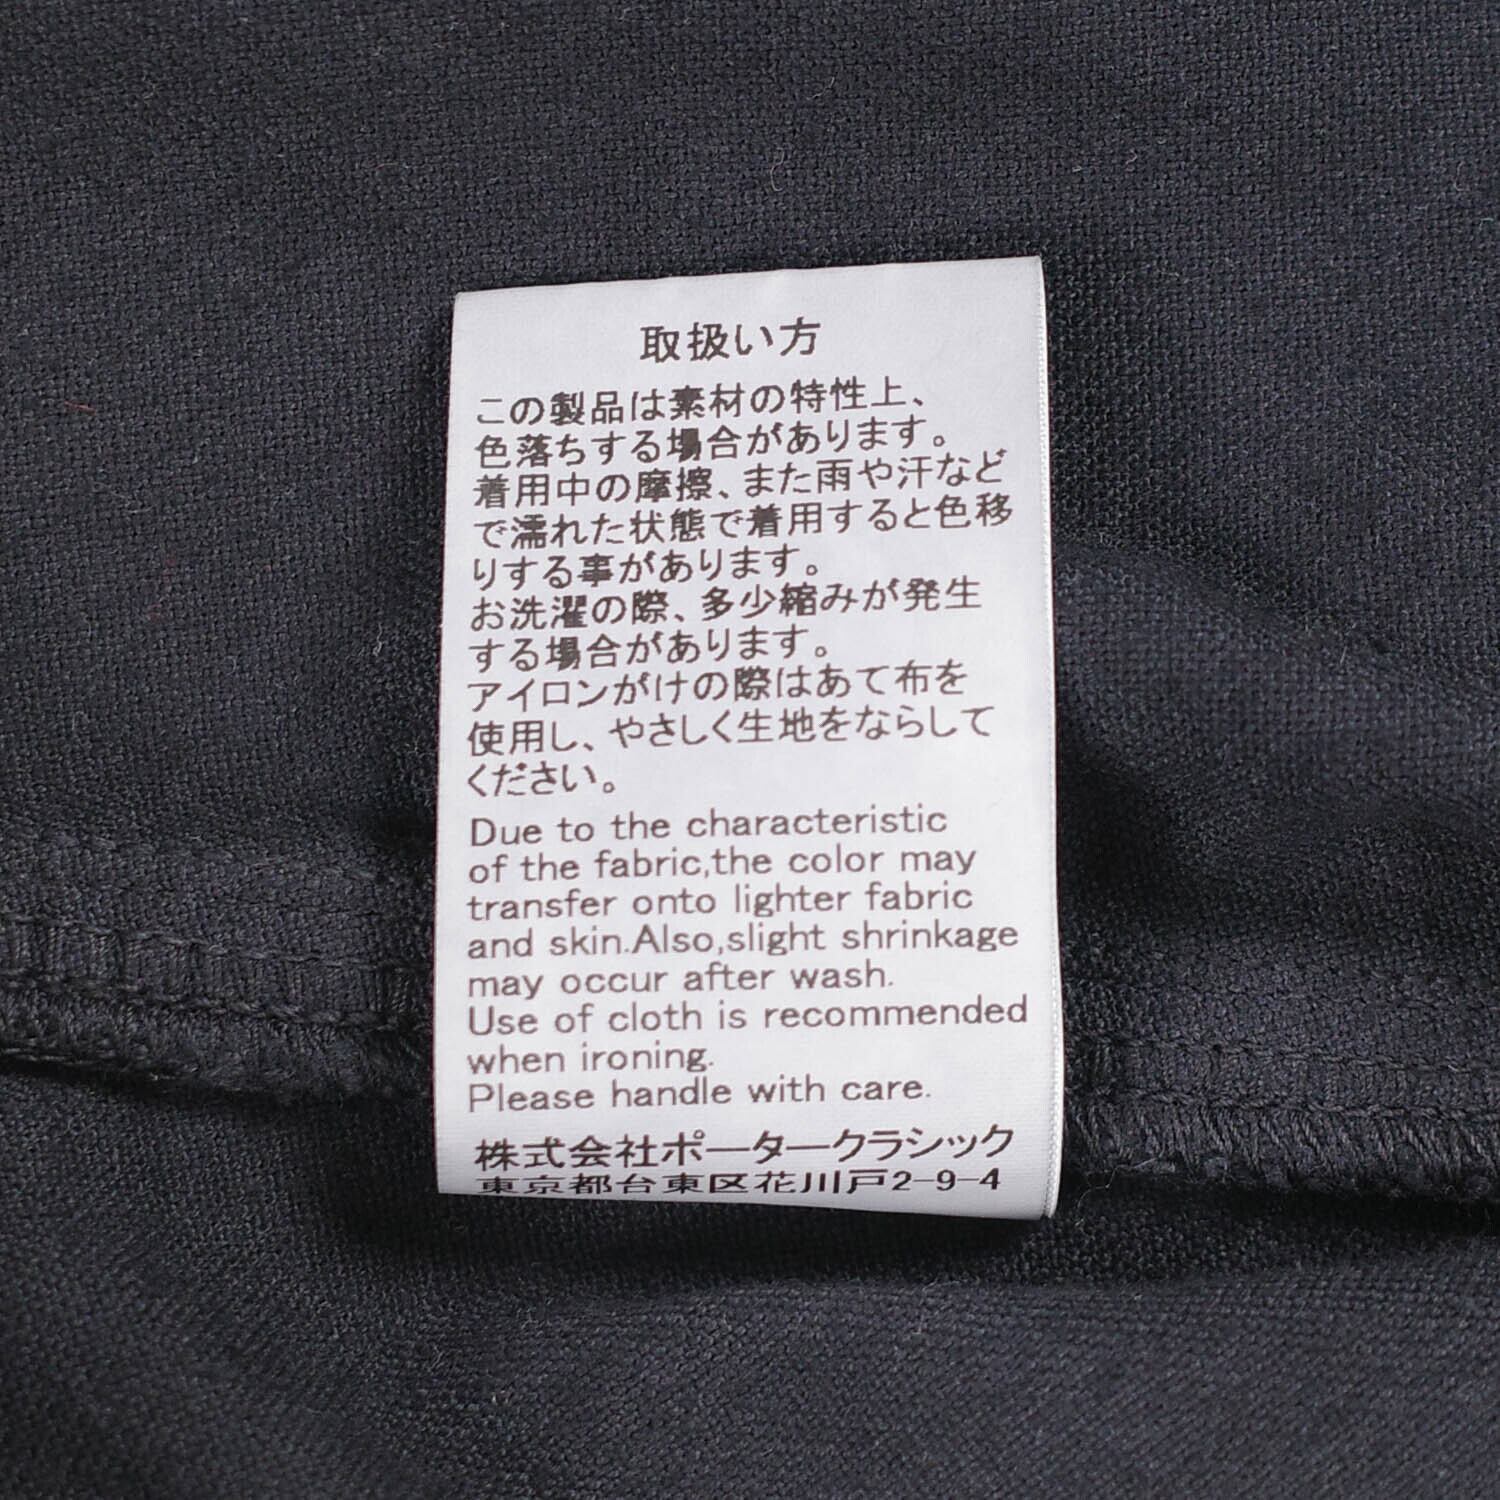 取扱い方
この製品は素材の特性上、
色落ちする場合があります。
着用中の摩擦、また雨や汗など
で濡れた状態で着用すると色移
りする事があります。
お洗濯の際、多少縮みが発生
する場合があります。
アイロンがけの際はあて布を
使用し、やさしく生地をならして
ください。
Due to the characteristic
of the fabric,the color may
transfer onto lighter fabric
and skin.Also,slight shrinkage
may occur after wash.
Use of cloth is recommended
when ironing.
Please handle with care.
株式会社ポータークラシック
東京都台東区花川戸2-9-4